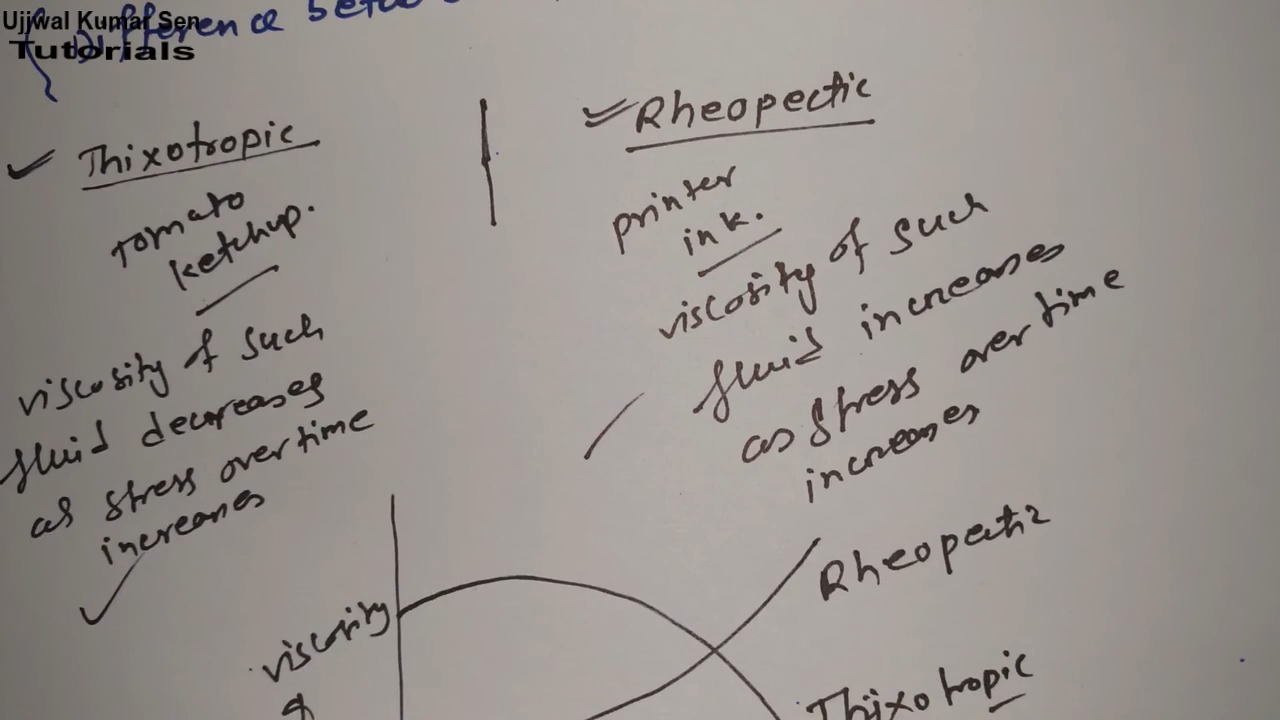 Ujjwal Kumar Sen
Tutorials
Difference
Thixotropic
Tomato
ketchup.
viscosity of such
fluid decreases
as stress over time
increases
Rheopectic
printer
ink.
viscosity of such
fluid increases
as stress over time
increases
viscosity
Rheopectic
Thixotropic